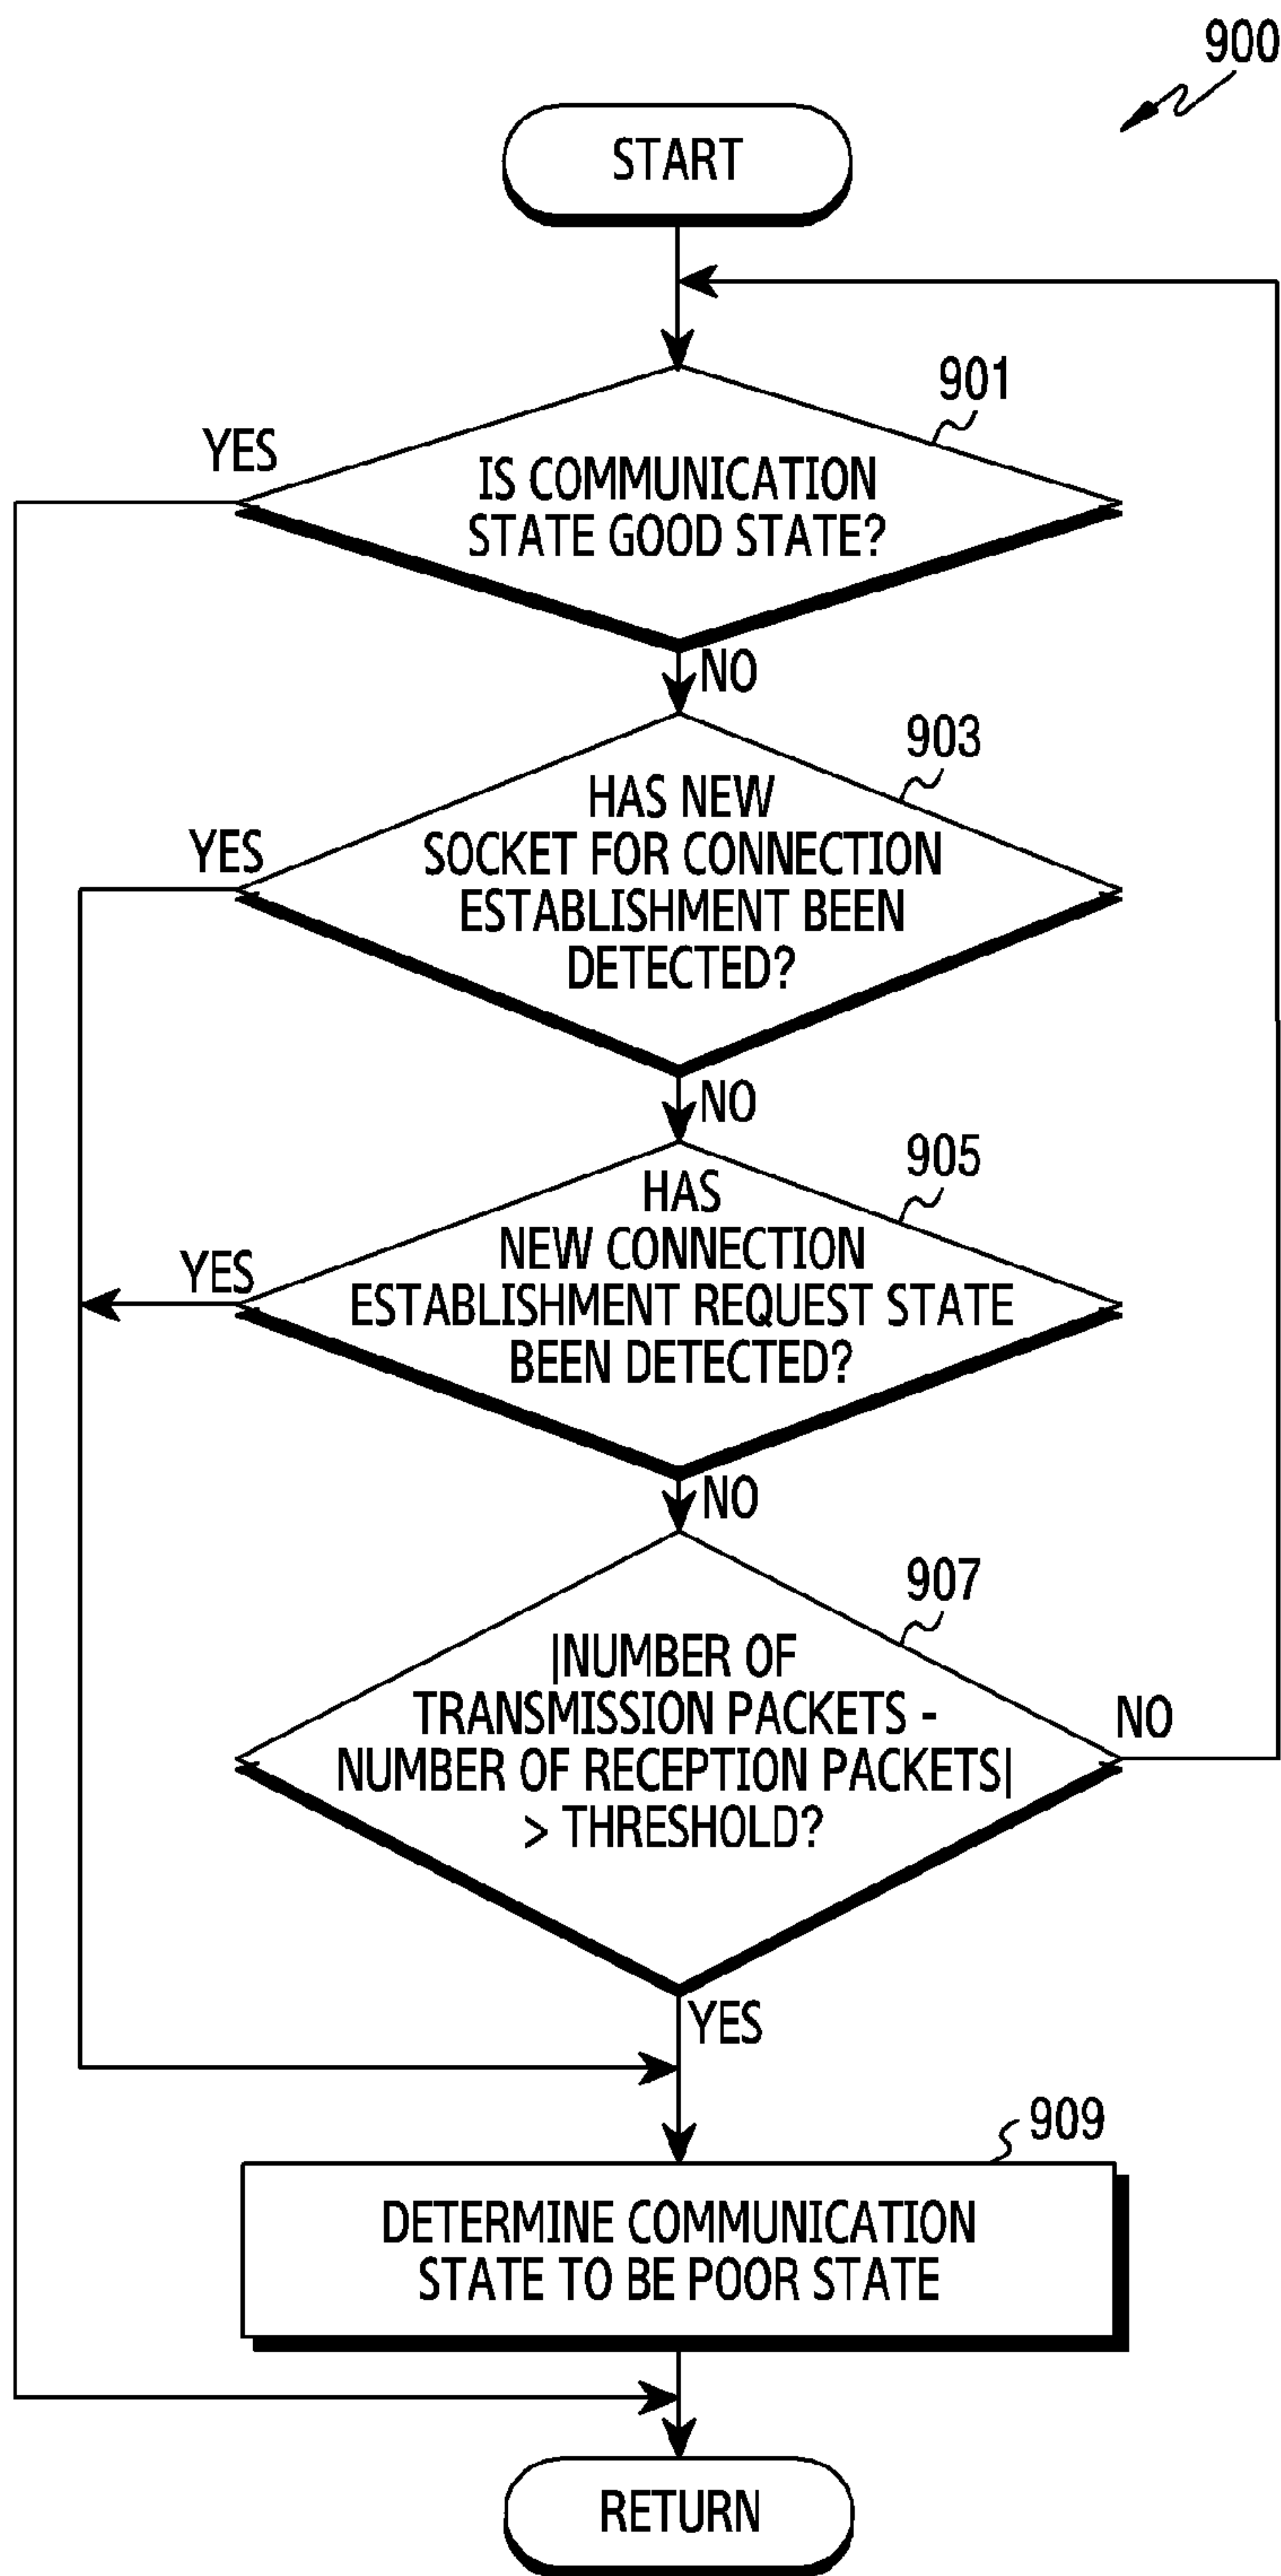 900
START
901
YES
IS COMMUNICATION
STATE GOOD STATE?
NO
903
HAS NEW
YES
SOCKET FOR CONNECTION
ESTABLISHMENT BEEN
DETECTED?
NO
905
HAS
NEW CONNECTION
YES
ESTABLISHMENT REQUEST STATE
BEEN DETECTED?
NO
907
|NUMBER OF
TRANSMISSION PACKETS -
NO
NUMBER OF RECEPTION PACKETS|
> THRESHOLD?
YES
909
DETERMINE COMMUNICATION
STATE TO BE POOR STATE
RETURN